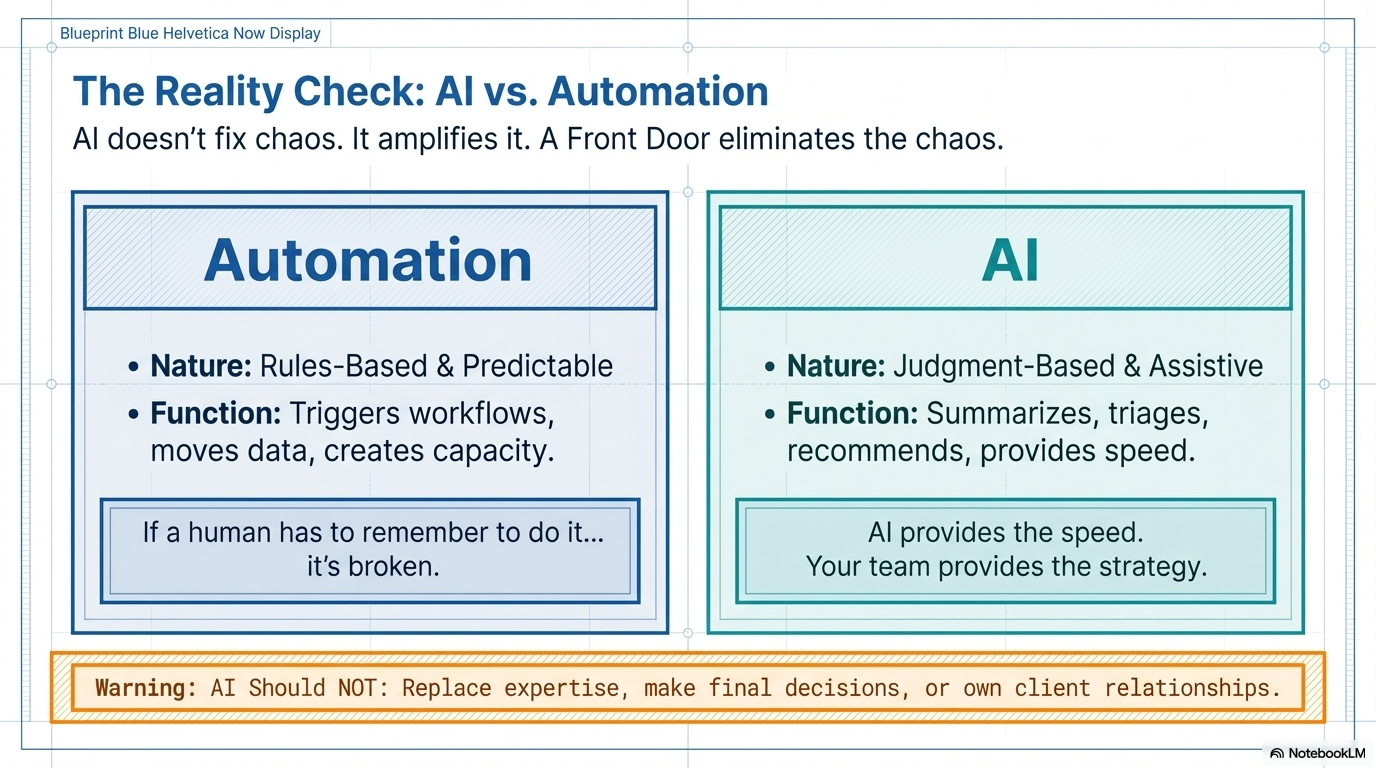 Blueprint Blue Helvetica Now Display
The Reality Check: AI vs. Automation
AI doesn’t fix chaos. It amplifies it. A Front Door eliminates the chaos.
Automation
• Nature: Rules-Based & Predictable
• Function: Triggers workflows,
moves data, creates capacity.
If a human has to remember to do it...
it’s broken.
AI
• Nature: Judgment-Based & Assistive
• Function: Summarizes, triages,
recommends, provides speed.
AI provides the speed.
Your team provides the strategy.
Warning: AI Should NOT: Replace expertise, make final decisions, or own client relationships.
NotebookLM